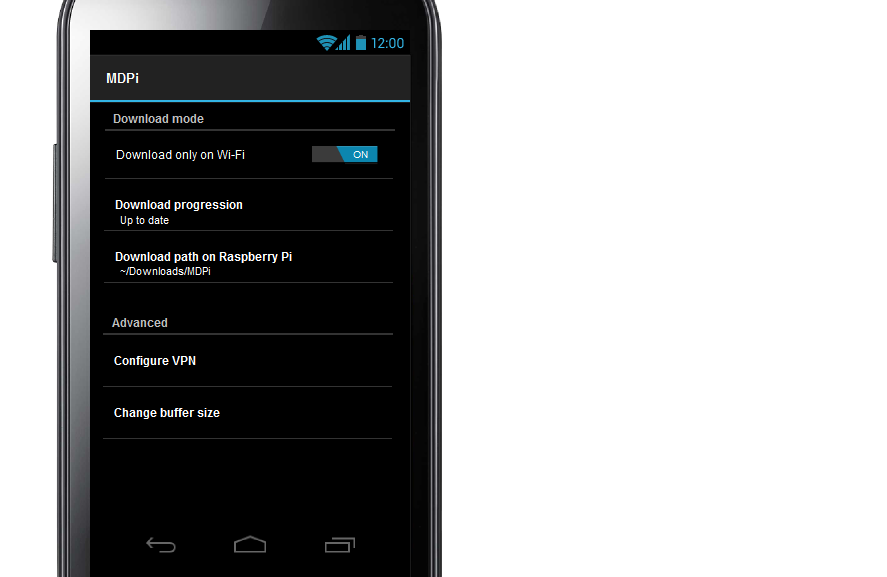 12:00
MDPi
Download mode
Download only on Wi-Fi ON
Download progression
Up to date
Download path on Raspberry Pi
~/Downloads/MDPi
Advanced
Configure VPN
Change buffer size